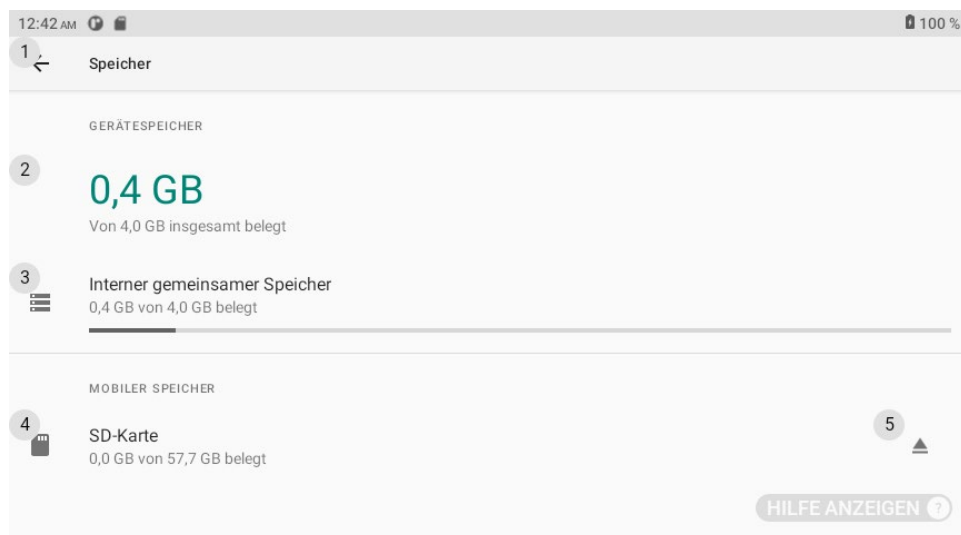 12:42 AM 100 %
1 Speicher
GERÄTESPEICHER
2
0,4 GB
Von 4,0 GB insgesamt belegt
3
Interner gemeinsamer Speicher
0,4 GB von 4,0 GB belegt
MOBILER SPEICHER
4 5
SD-Karte
0,0 GB von 57,7 GB belegt
HILFE ANZEIGEN ?